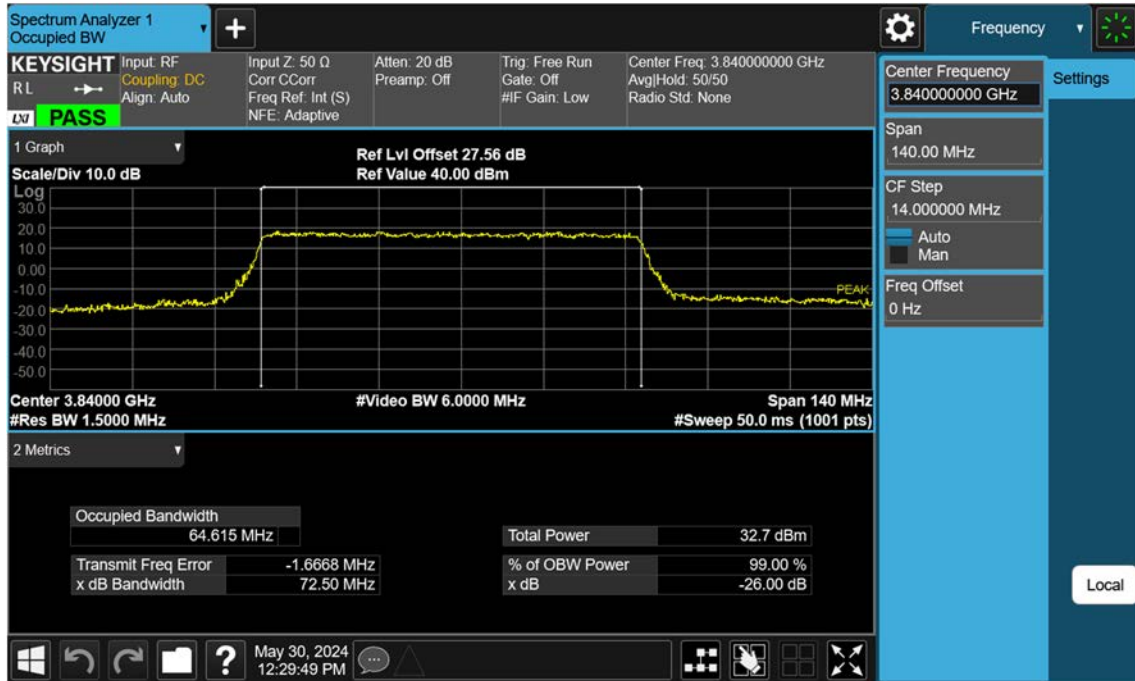 Spectrum Analyzer 1
Occupied BW
+
Frequency
KEYSIGHT
R L
LXI
PASS
Input: RF
Coupling: DC
Align: Auto
Input Z: 50 Ω
Corr CCorr
Freq Ref: Int (S)
NFE: Adaptive
Atten: 20 dB
Preamp: Off
Trig: Free Run
Gate: Off
#IF Gain: Low
Center Freq: 3.840000000 GHz
Avg|Hold: 50/50
Radio Std: None
Center Frequency
3.840000000 GHz
Settings
Span
140.00 MHz
CF Step
14.000000 MHz
Auto
Man
Freq Offset
0 Hz
Local
1 Graph
Scale/Div 10.0 dB
Ref Lvl Offset 27.56 dB
Ref Value 40.00 dBm
Log
30.0
20.0
10.0
0.00
-10.0
-20.0
-30.0
-40.0
-50.0
PEAK
Center 3.84000 GHz
#Video BW 6.0000 MHz
Span 140 MHz
#Res BW 1.5000 MHz
#Sweep 50.0 ms (1001 pts)
2 Metrics
Occupied Bandwidth
64.615 MHz
Total Power 32.7 dBm
Transmit Freq Error -1.6668 MHz
% of OBW Power 99.00 %
x dB Bandwidth 72.50 MHz
x dB -26.00 dB
?
May 30, 2024
12:29:49 PM